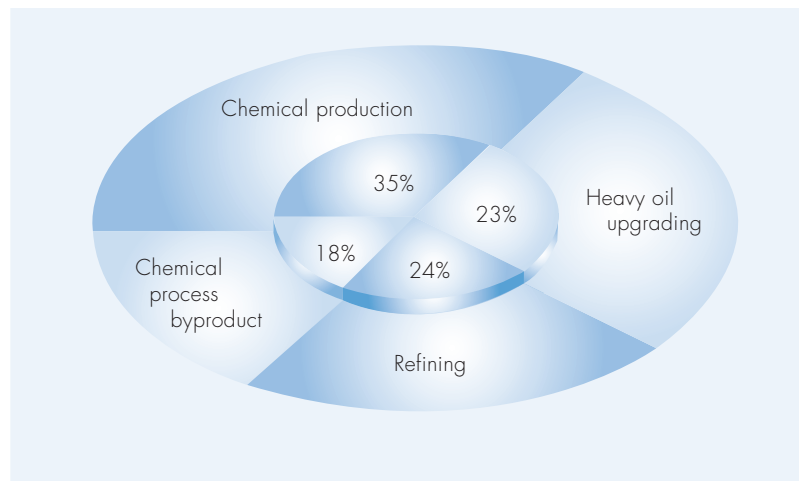 Chemical production
35%
23%
Heavy oil
upgrading
18%
24%
Chemical
process
byproduct
Refining